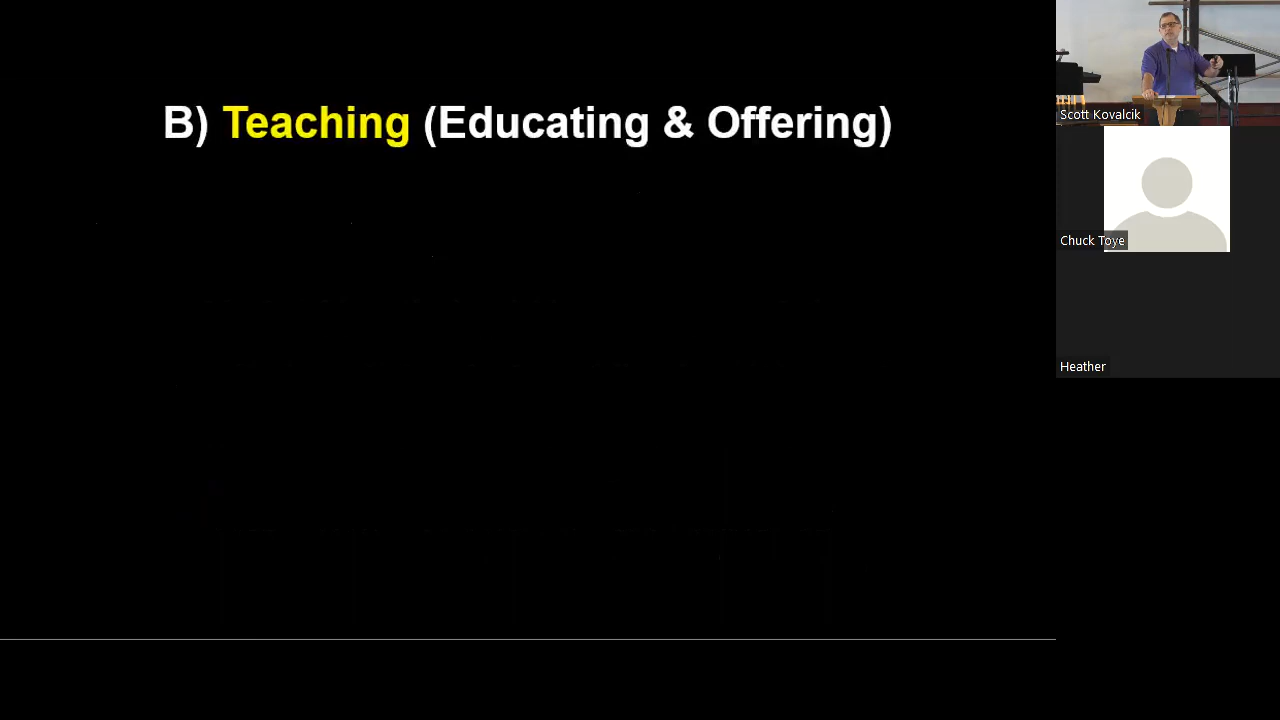 B) Teaching (Educating & Offering)
Scott Kovalcik
Chuck Toye
Heather